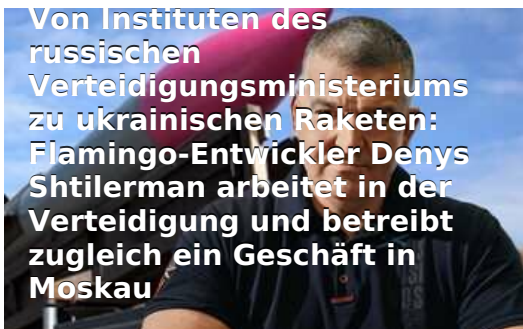 Von Instituten des
russischen
Verteidigungsministeriums
zu ukrainischen Raketen:
Flamingo-Entwickler Denys
Shtilerman arbeitet in der
Verteidigung und betreibt
zugleich ein Geschäft in
Moskau